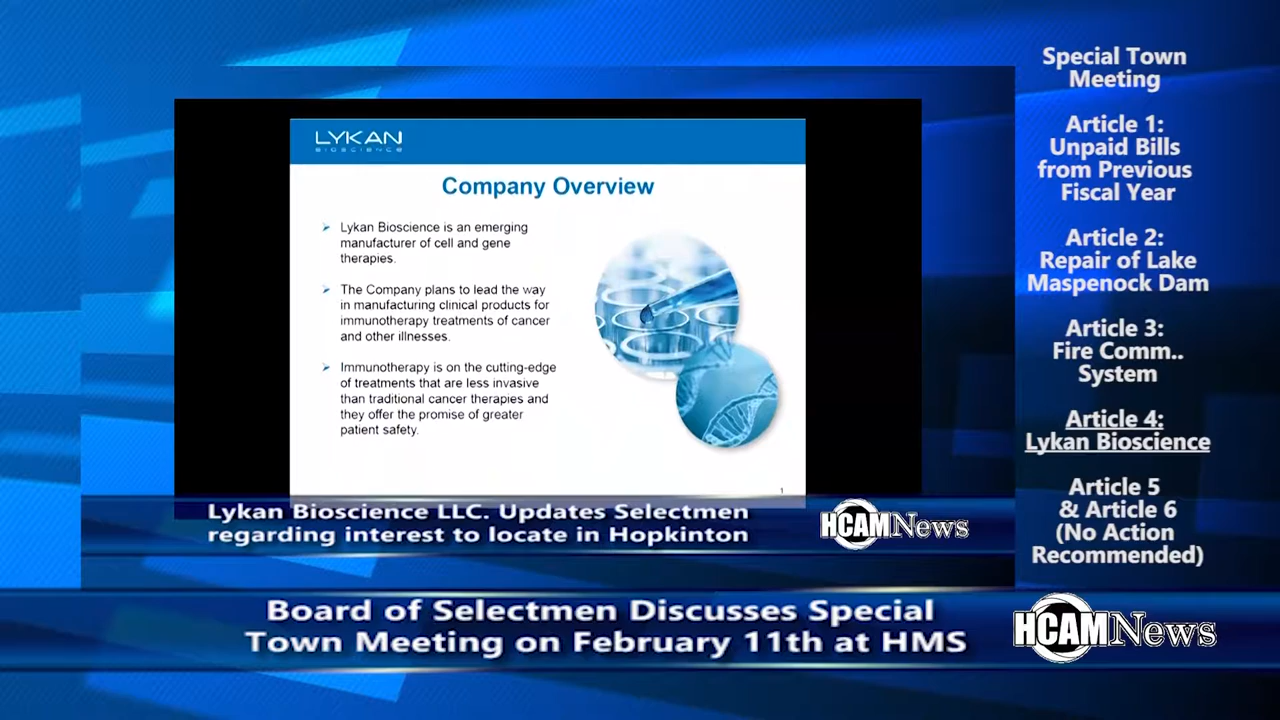 LYKAN
BIOSCIENCE
Company Overview
Lykan Bioscience is an emerging
manufacturer of cell and gene
therapies.
The Company plans to lead the way
in manufacturing clinical products for
immunotherapy treatments of cancer
and other illnesses.
Immunotherapy is on the cutting-edge
of treatments that are less invasive
than traditional cancer therapies and
they offer the promise of greater
patient safety.
1
Lykan Bioscience LLC. Updates Selectmen
regarding interest to locate in Hopkinton
HCAMNews
Board of Selectmen Discusses Special
Town Meeting on February 11th at HMS
HCAMNews
Special Town
Meeting
Article 1:
Unpaid Bills
from Previous
Fiscal Year
Article 2:
Repair of Lake
Maspenock Dam
Article 3:
Fire Comm..
System
Article 4:
Lykan Bioscience
Article 5
& Article 6
(No Action
Recommended)